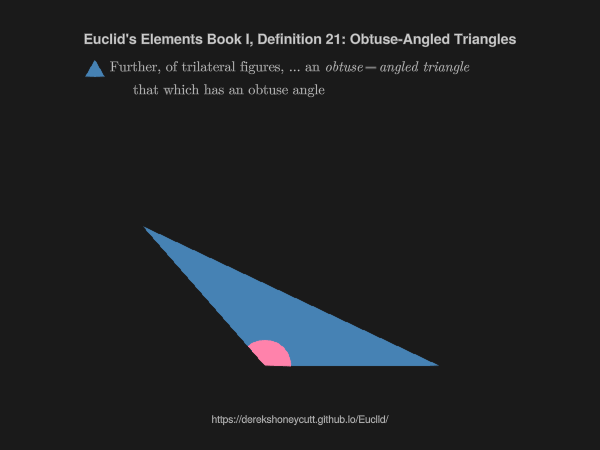 Euclid's Elements Book I, Definition 21: Obtuse-Angled Triangles
Further, of trilateral figures, ... an obtuse−angled triangle
that which has an obtuse angle
https://derekshoneycutt.github.io/Euclid/